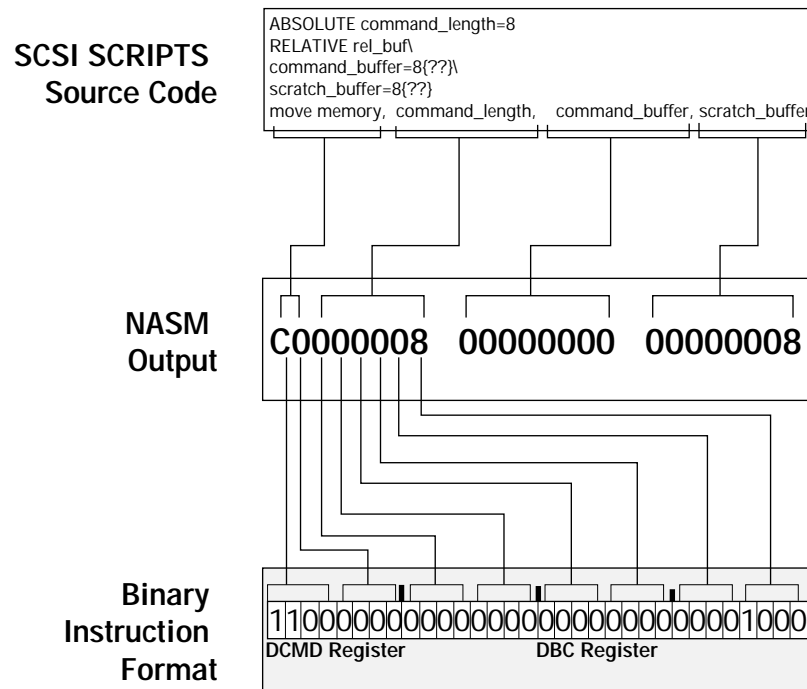 SCSI SCRIPTS
Source Code
ABSOLUTE command_length=8
RELATIVE rel_buf\
command_buffer=8{??}\
scratch_buffer=8{??}
move memory, command_length, command_buffer, scratch_buffer
NASM
Output
C0000008 00000000 00000008
Binary
Instruction
Format
11000000000000000000000000001000
DCMD Register DBC Register